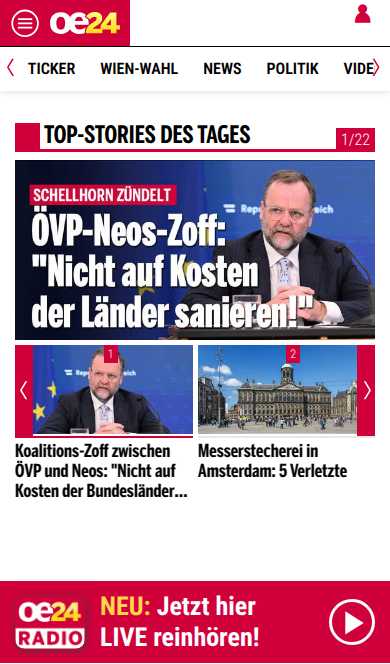 oe24
TICKER WIEN-WAHL NEWS POLITIK VIDE
TOP-STORIES DES TAGES
1/22
SCHELLHORN ZÜNDELT
ÖVP-Neos-Zoff:
"Nicht auf Kosten
der Länder sanieren!"
1
2
Koalitions-Zoff zwischen
ÖVP und Neos: "Nicht auf
Kosten der Bundesländer...
Messerstecherei in
Amsterdam: 5 Verletzte
oe24
RADIO
NEU: Jetzt hier
LIVE reinhören!